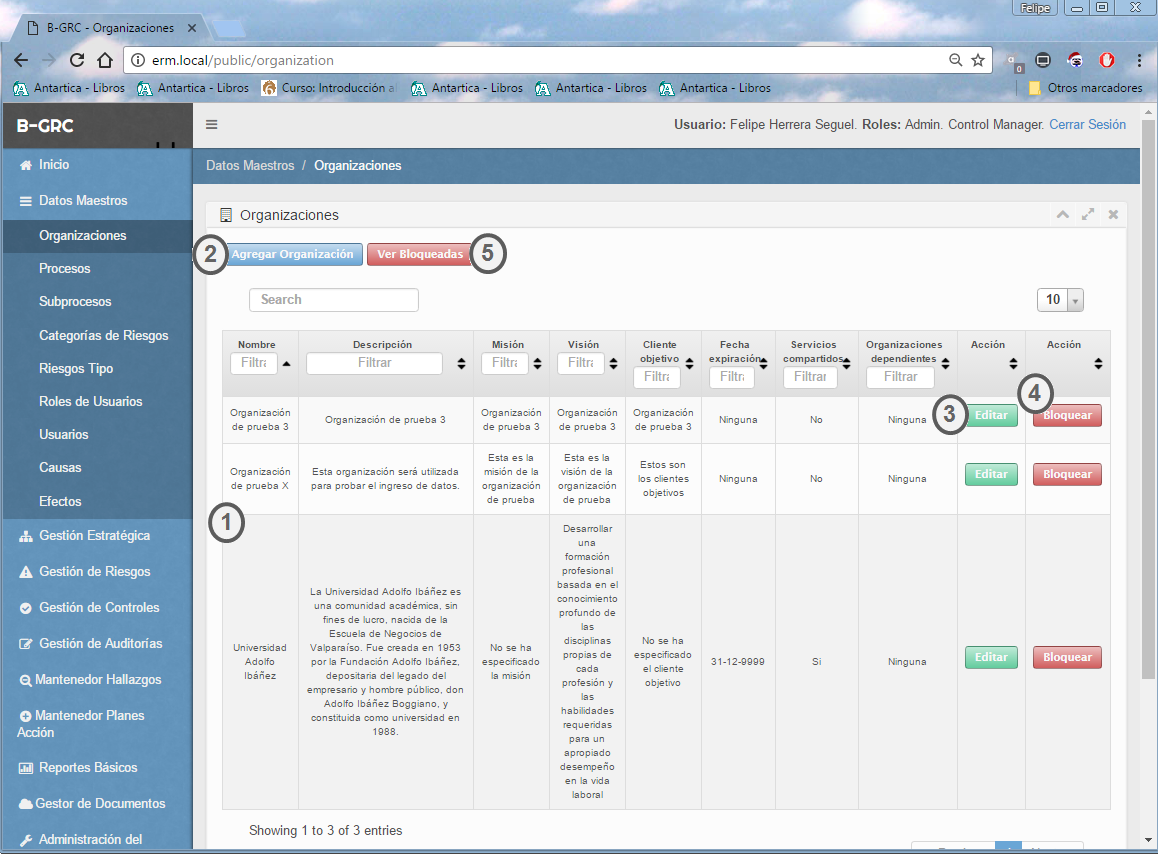 Felipe
B-GRC - Organizaciones
erm.local/public/organization
0
Antartica - Libros
Antartica - Libros
Curso: Introducción a
Antartica - Libros
Antartica - Libros
Antartica - Libros
Otros marcadores
B-GRC
Usuario: Felipe Herrera Seguel. Roles: Admin. Control Manager. Cerrar Sesión
Inicio
Datos Maestros
Organizaciones
Procesos
Subprocesos
Categorías de Riesgos
Riesgos Tipo
Roles de Usuarios
Usuarios
Causas
Efectos
Gestión Estratégica
Gestión de Riesgos
Gestión de Controles
Gestión de Auditorías
Mantenedor Hallazgos
Mantenedor Planes
Acción
Reportes Básicos
Gestor de Documentos
Administración del
Datos Maestros / Organizaciones
Organizaciones
2
Agregar Organización
Ver Bloqueadas
5
Search
10
Nombre
Filtra
Descripción
Filtrar
Misión
Filtra
Visión
Filtra
Cliente
objetivo
Filtra
Fecha
expiración
Filtra
Servicios
compartidos
Filtrar
Organizaciones
dependientes
Filtrar
Acción
Acción
Organización
de prueba 3
Organización de prueba 3
Organización
de prueba 3
Organización
de prueba 3
Organización
de prueba 3
Ninguna
No
Ninguna
3
Editar
4
Bloquear
Organización
de prueba X
Esta organización será utilizada
para probar el ingreso de datos.
Esta es la
misión de la
organización
de prueba
Esta es la
visión de la
organización
de prueba
Estos son
los clientes
objetivos
Ninguna
No
Ninguna
Editar
Bloquear
1
Universidad
Adolfo
Ibáñez
La Universidad Adolfo Ibáñez es
una comunidad académica, sin
fines de lucro, nacida de la
Escuela de Negocios de
Valparaíso. Fue creada en 1953
por la Fundación Adolfo Ibáñez,
depositaria del legado del
empresario y hombre público, don
Adolfo Ibáñez Boggiano, y
constituida como universidad en
1988.
No se ha
especificado
la misión
Desarrollar
una
formación
profesional
basada en el
conocimiento
profundo de
las
disciplinas
propias de
cada
profesión y
las
habilidades
requeridas
para un
apropiado
desempeño
en la vida
laboral
No se ha
especificado
el cliente
objetivo
31-12-9999
Si
Ninguna
Editar
Bloquear
Showing 1 to 3 of 3 entries